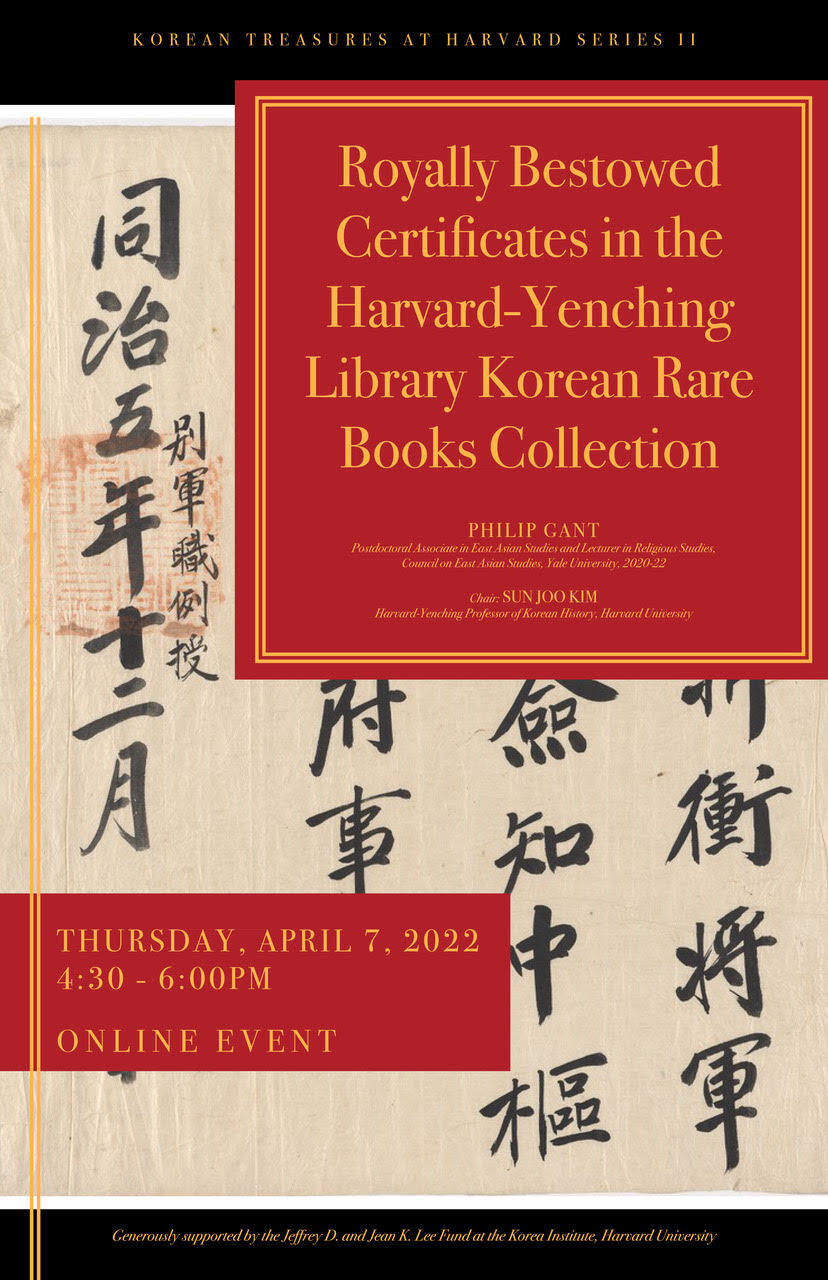 KOREAN TREASURES AT HARVARD SERIES II
Royally Bestowed
Certificates in the
Harvard-Yenching
Library Korean Rare
Books Collection
PHILIP GANT
Postdoctoral Associate in East Asian Studies and Lecturer in Religious Studies,
Council on East Asian Studies, Yale University, 2020-22
Chair: SUN JOO KIM
Harvard-Yenching Professor of Korean History, Harvard University
折衝將軍
僉知中樞
府事
別軍職例授
同治五年十二月
THURSDAY, APRIL 7, 2022
4:30 - 6:00PM
ONLINE EVENT
Generously supported by the Jeffrey D. and Jean K. Lee Fund at the Korea Institute, Harvard University